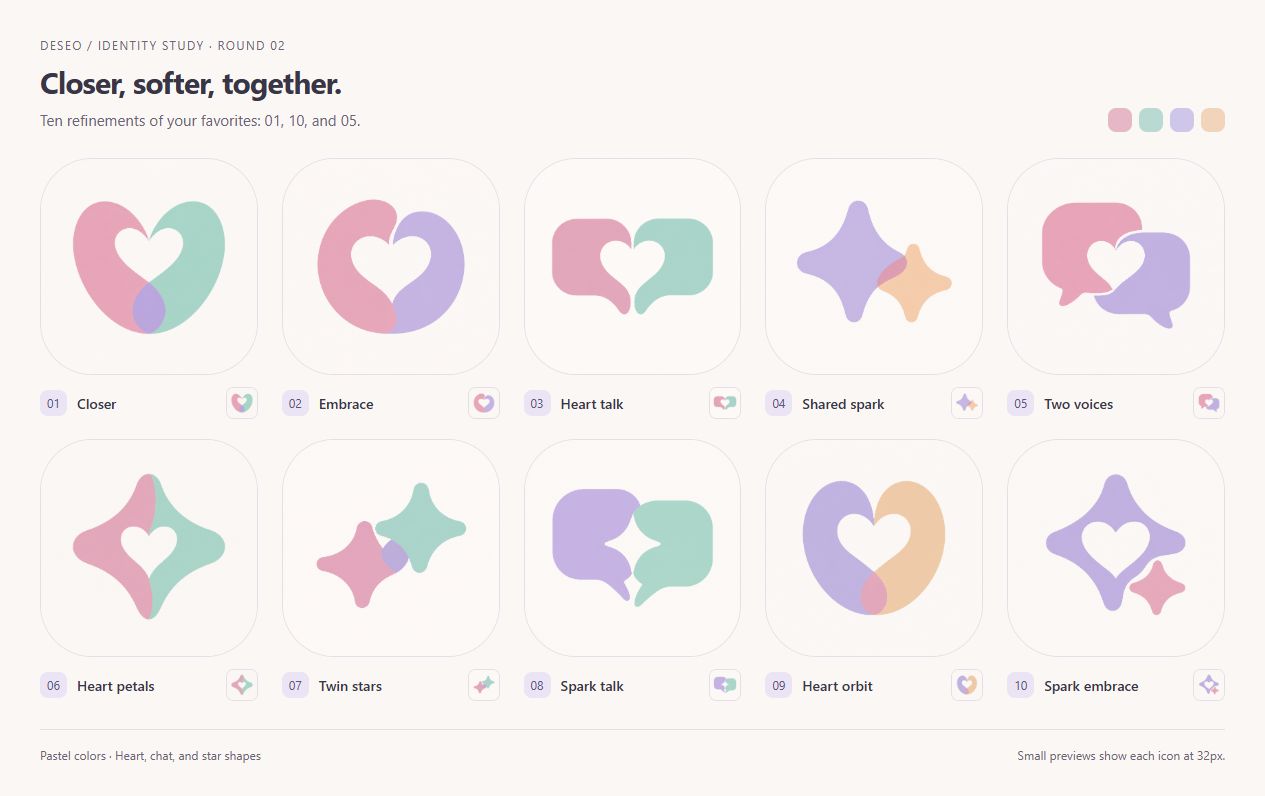 DESEO / IDENTITY STUDY · ROUND 02
Closer, softer, together.
Ten refinements of your favorites: 01, 10, and 05.
01 Closer
02 Embrace
03 Heart talk
04 Shared spark
05 Two voices
06 Heart petals
07 Twin stars
08 Spark talk
09 Heart orbit
10 Spark embrace
Pastel colors · Heart, chat, and star shapes
Small previews show each icon at 32px.